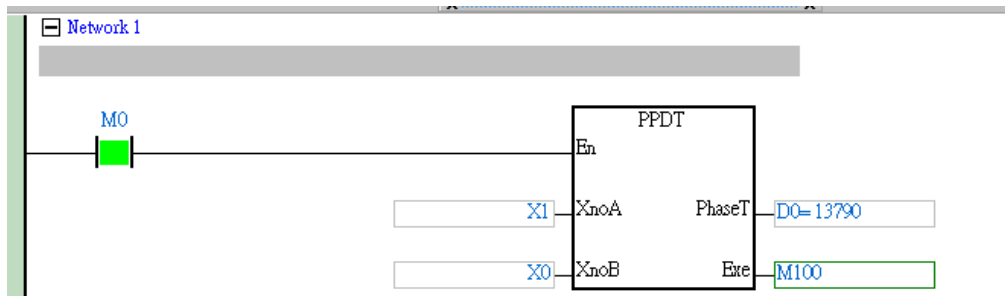 Network 1
M0
PPDT
En
X1
XnoA
PhaseT
D0=13790
X0
XnoB
Exe
M100